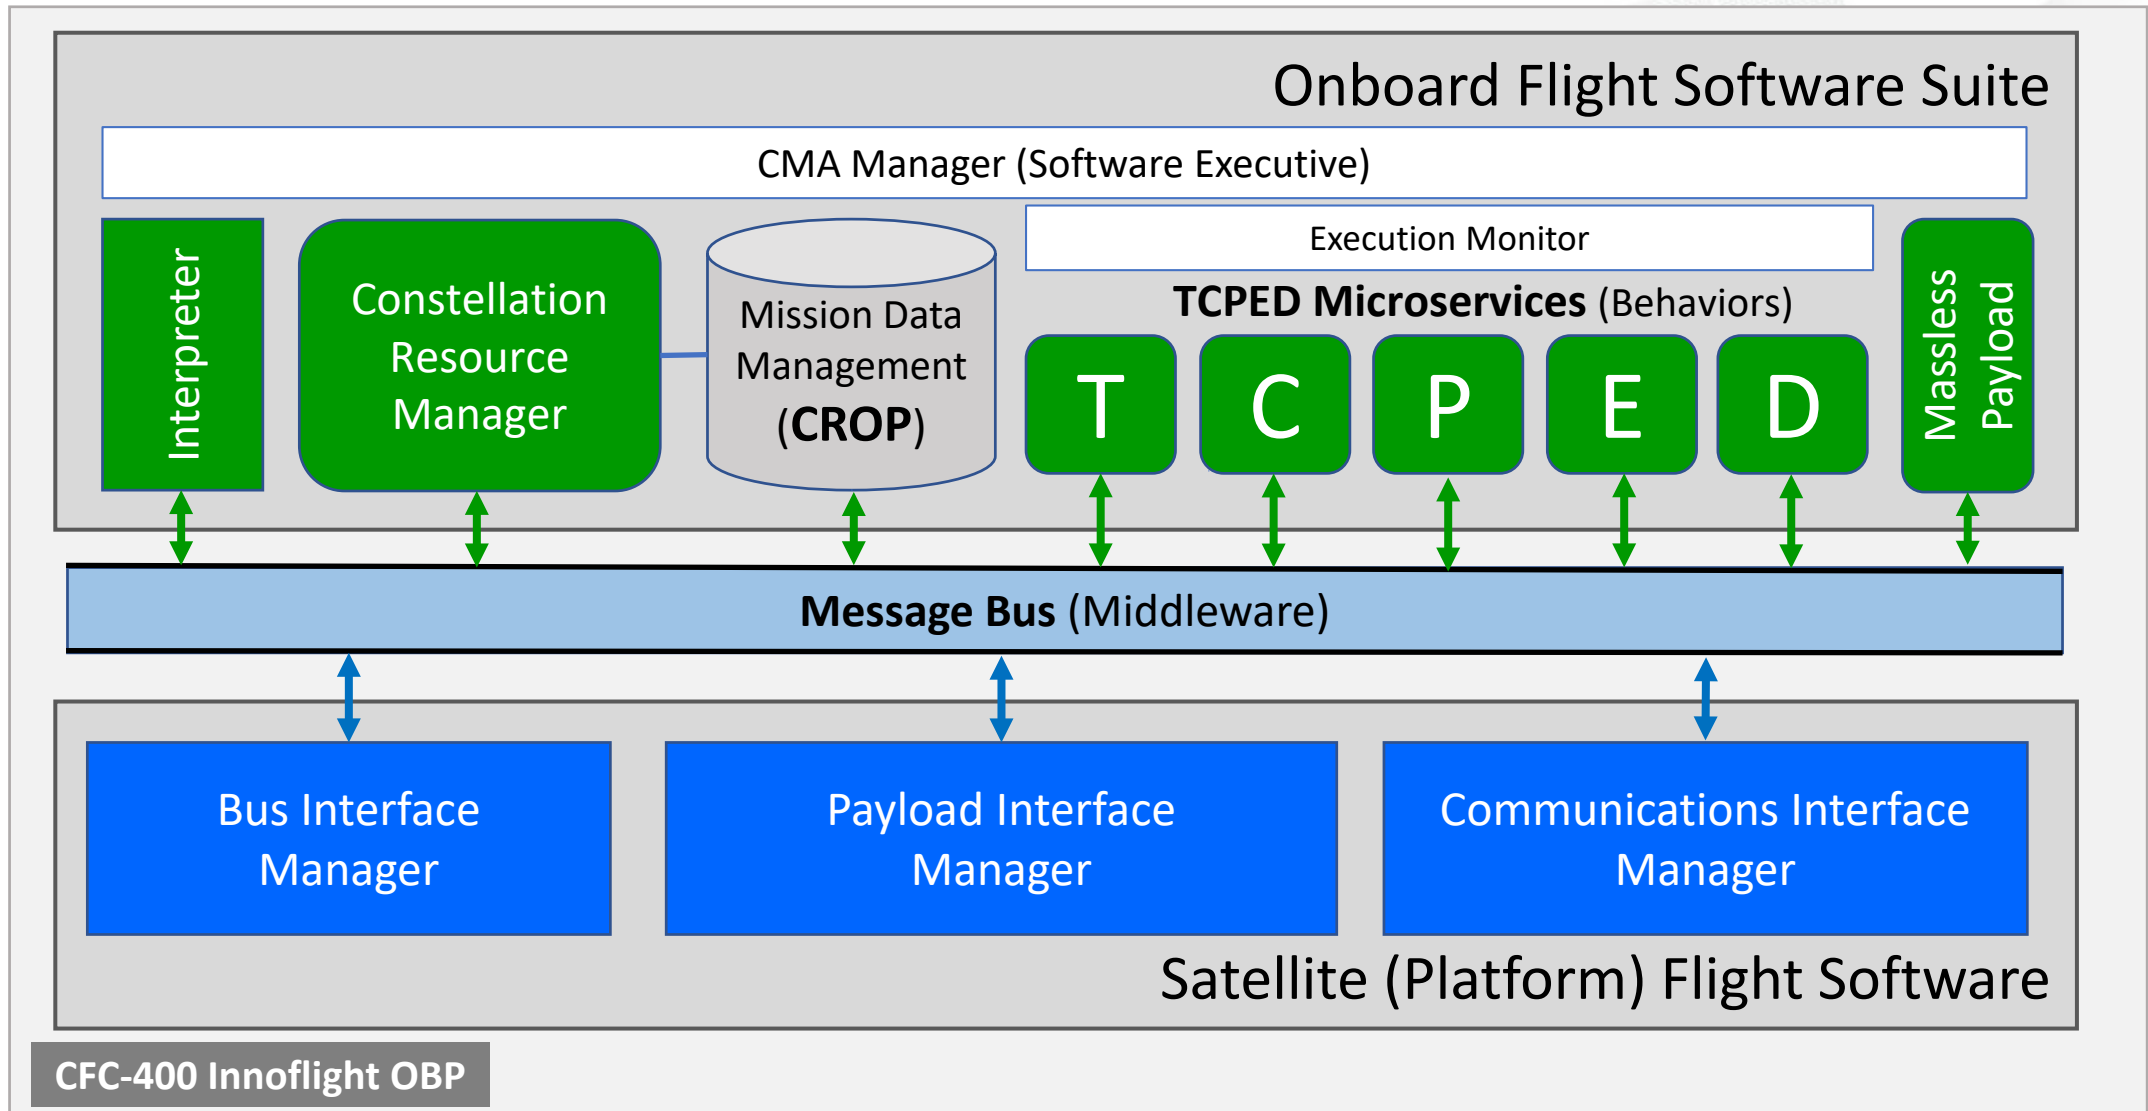 Onboard Flight Software Suite
CMA Manager (Software Executive)
Interpreter
Constellation
Resource
Manager
Mission Data
Management
(CROP)
Execution Monitor
TCPED Microservices (Behaviors)
T
C
P
E
D
Massless
Payload
Message Bus (Middleware)
Bus Interface
Manager
Payload Interface
Manager
Communications Interface
Manager
Satellite (Platform) Flight Software
CFC-400 Innoflight OBP